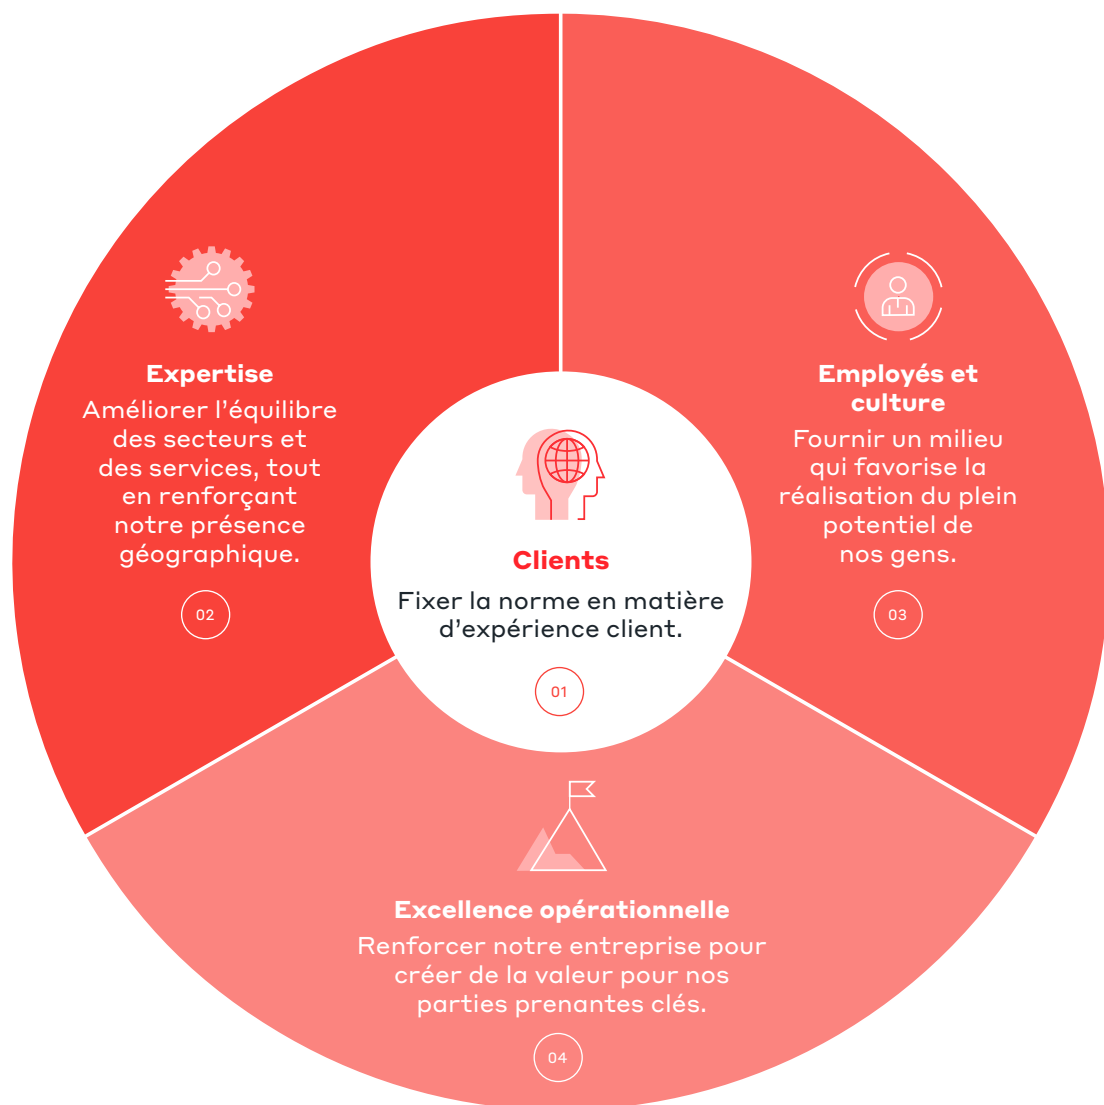 Expertise
Améliorer l’équilibre
des secteurs et
des services, tout
en renforçant
notre présence
géographique.
02
Employés et
culture
Fournir un milieu
qui favorise la
réalisation du plein
potentiel de
nos gens.
03
Clients
Fixer la norme en matière
d’expérience client.
01
Excellence opérationnelle
Renforcer notre entreprise pour
créer de la valeur pour nos
parties prenantes clés.
04